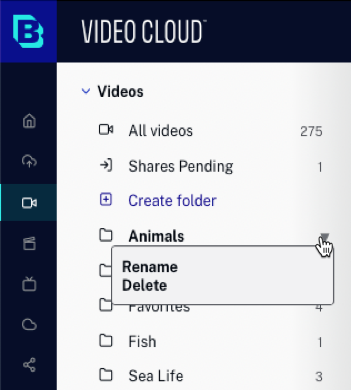 B
VIDEO CLOUD™
Videos
All videos 275
Shares Pending 1
Create folder
Animals
Rename
Delete
Favorites 4
Fish 1
Sea Life 3